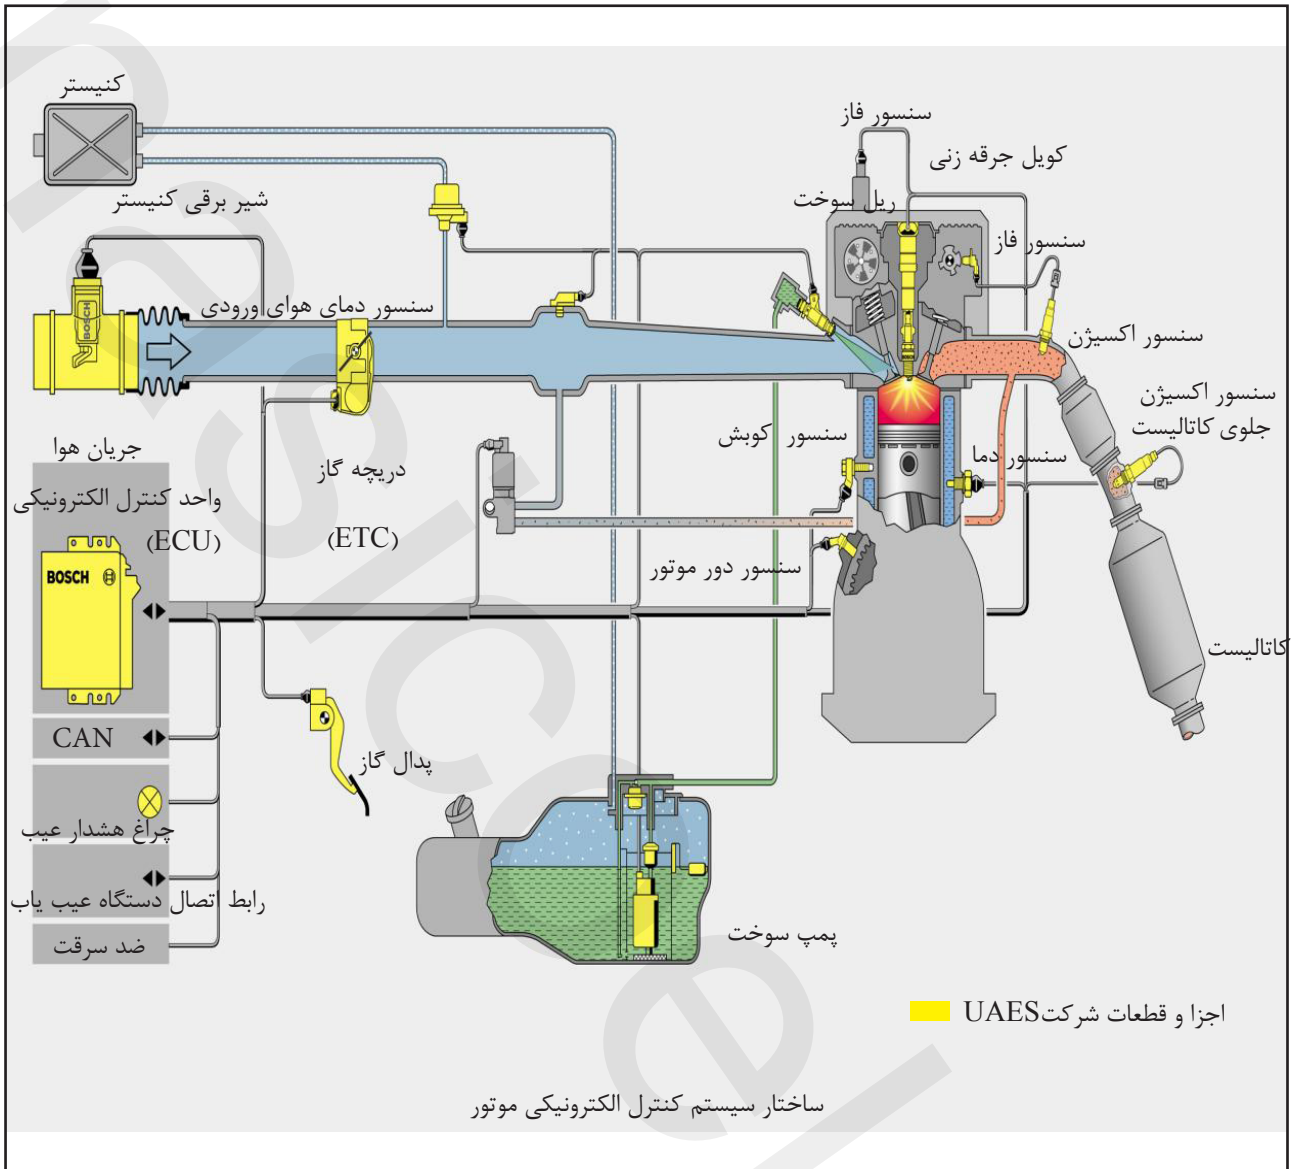 کنیستر
سنسور فاز
کویل جرقه زنی
شیر برقی کنیستر
ریل سوخت
سنسور فاز
BOSCH
سنسور دمای هوای ورودی
سنسور اکسیژن
سنسور اکسیژن
جلوی کاتالیست
سنسور کوبش
سنسور دما
جریان هوا
دریچه گاز
(ETC)
واحد کنترل الکترونیکی
(ECU)
BOSCH
سنسور دور موتور
کاتالیست
CAN
پدال گاز
چراغ هشدار عیب
رابط اتصال دستگاه عیب یاب
ضد سرقت
پمپ سوخت
اجزا و قطعات شرکتUAES
ساختار سیستم کنترل الکترونیکی موتور